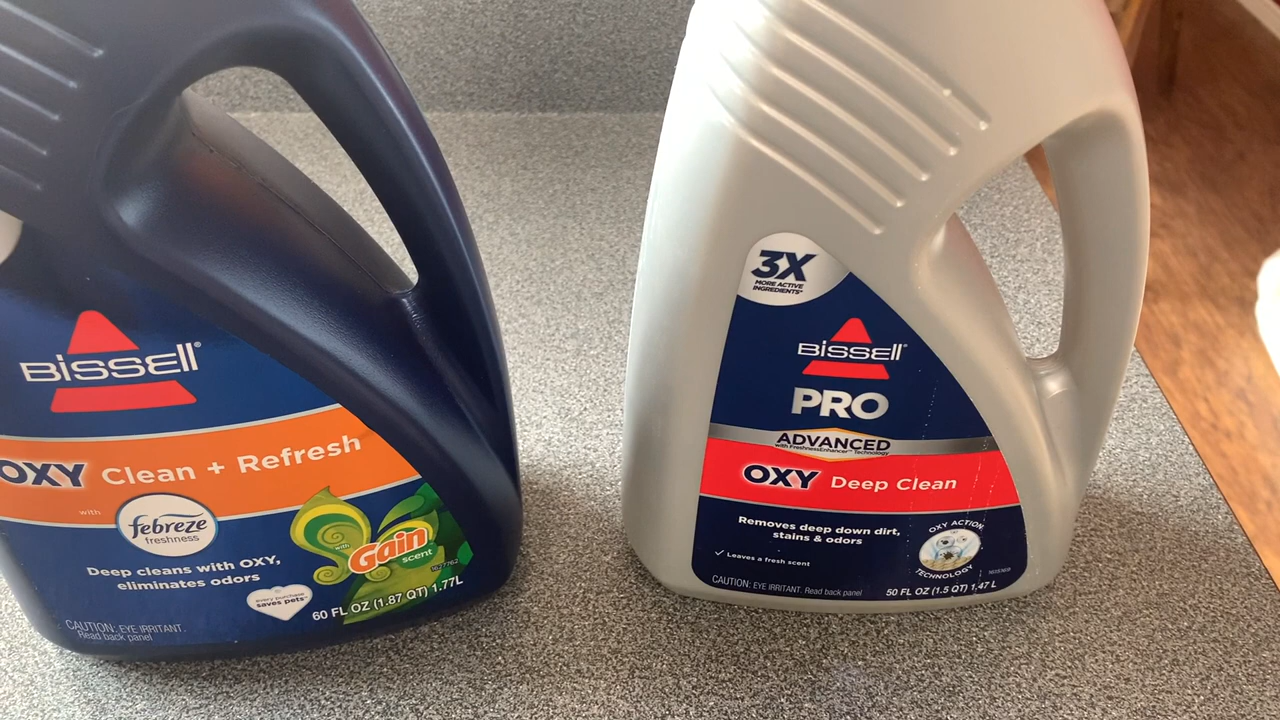 BISSELL®
OXY Clean + Refresh
with
febreze
freshness
with
Gain
scent
Deep cleans with OXY,
eliminates odors
every purchase
saves pets
60 FL OZ (1.87 QT) 1.77L
CAUTION: EYE IRRITANT.
Read back panel
3X
MORE ACTIVE
INGREDIENTS*
BISSELL®
PRO
ADVANCED
with FreshnessEnhancer™ Technology
OXY Deep Clean
Removes deep down dirt,
stains & odors
✓ Leaves a fresh scent
OXY ACTION
TECHNOLOGY
CAUTION: EYE IRRITANT. Read back panel
50 FL OZ (1.5 QT) 1.47 L